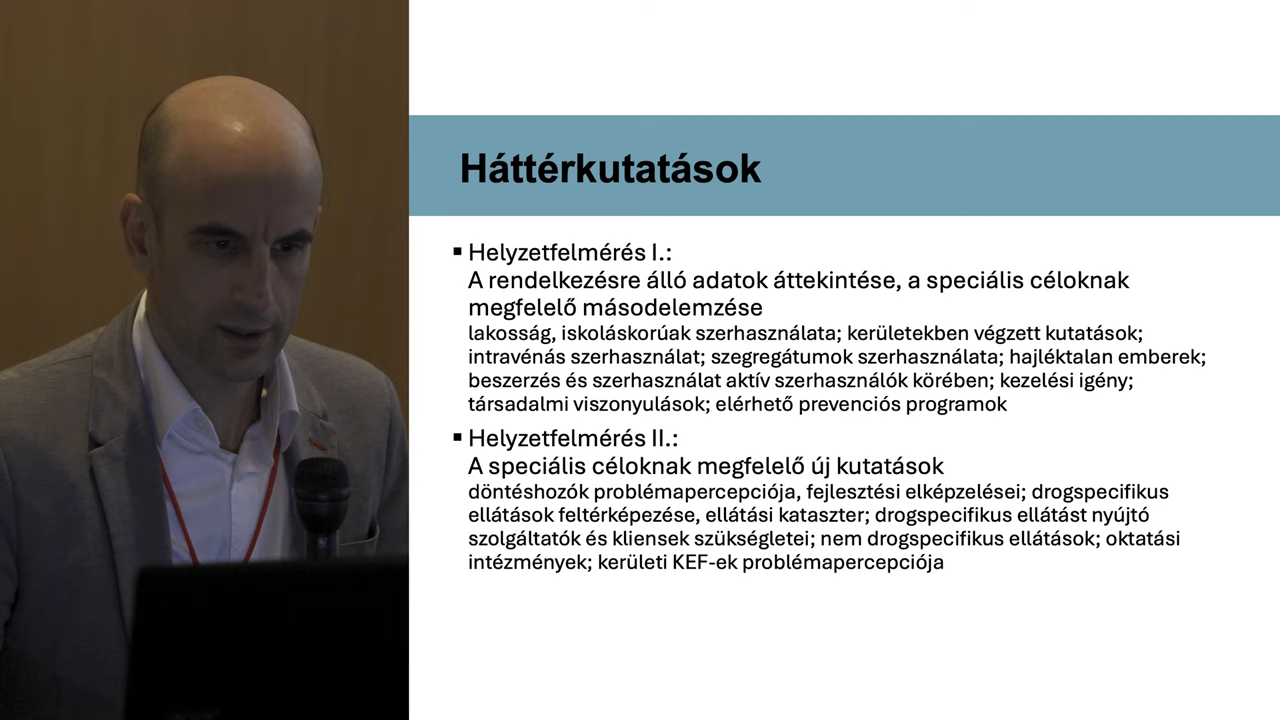 Háttérkutatások
▪ Helyzetfelmérés I.:
A rendelkezésre álló adatok áttekintése, a speciális céloknak
megfelelő másodelemzése
lakosság, iskoláskorúak szerhasználata; kerületekben végzett kutatások;
intravénás szerhasználat; szegregátumok szerhasználata; hajléktalan emberek;
beszerzés és szerhasználat aktív szerhasználók körében; kezelési igény;
társadalmi viszonyulások; elérhető prevenciós programok
▪ Helyzetfelmérés II.:
A speciális céloknak megfelelő új kutatások
döntéshozók problémapercepciója, fejlesztési elképzelései; drogspecifikus
ellátások feltérképezése, ellátási kataszter; drogspecifikus ellátást nyújtó
szolgáltatók és kliensek szükségletei; nem drogspecifikus ellátások; oktatási
intézmények; kerületi KEF-ek problémapercepciója